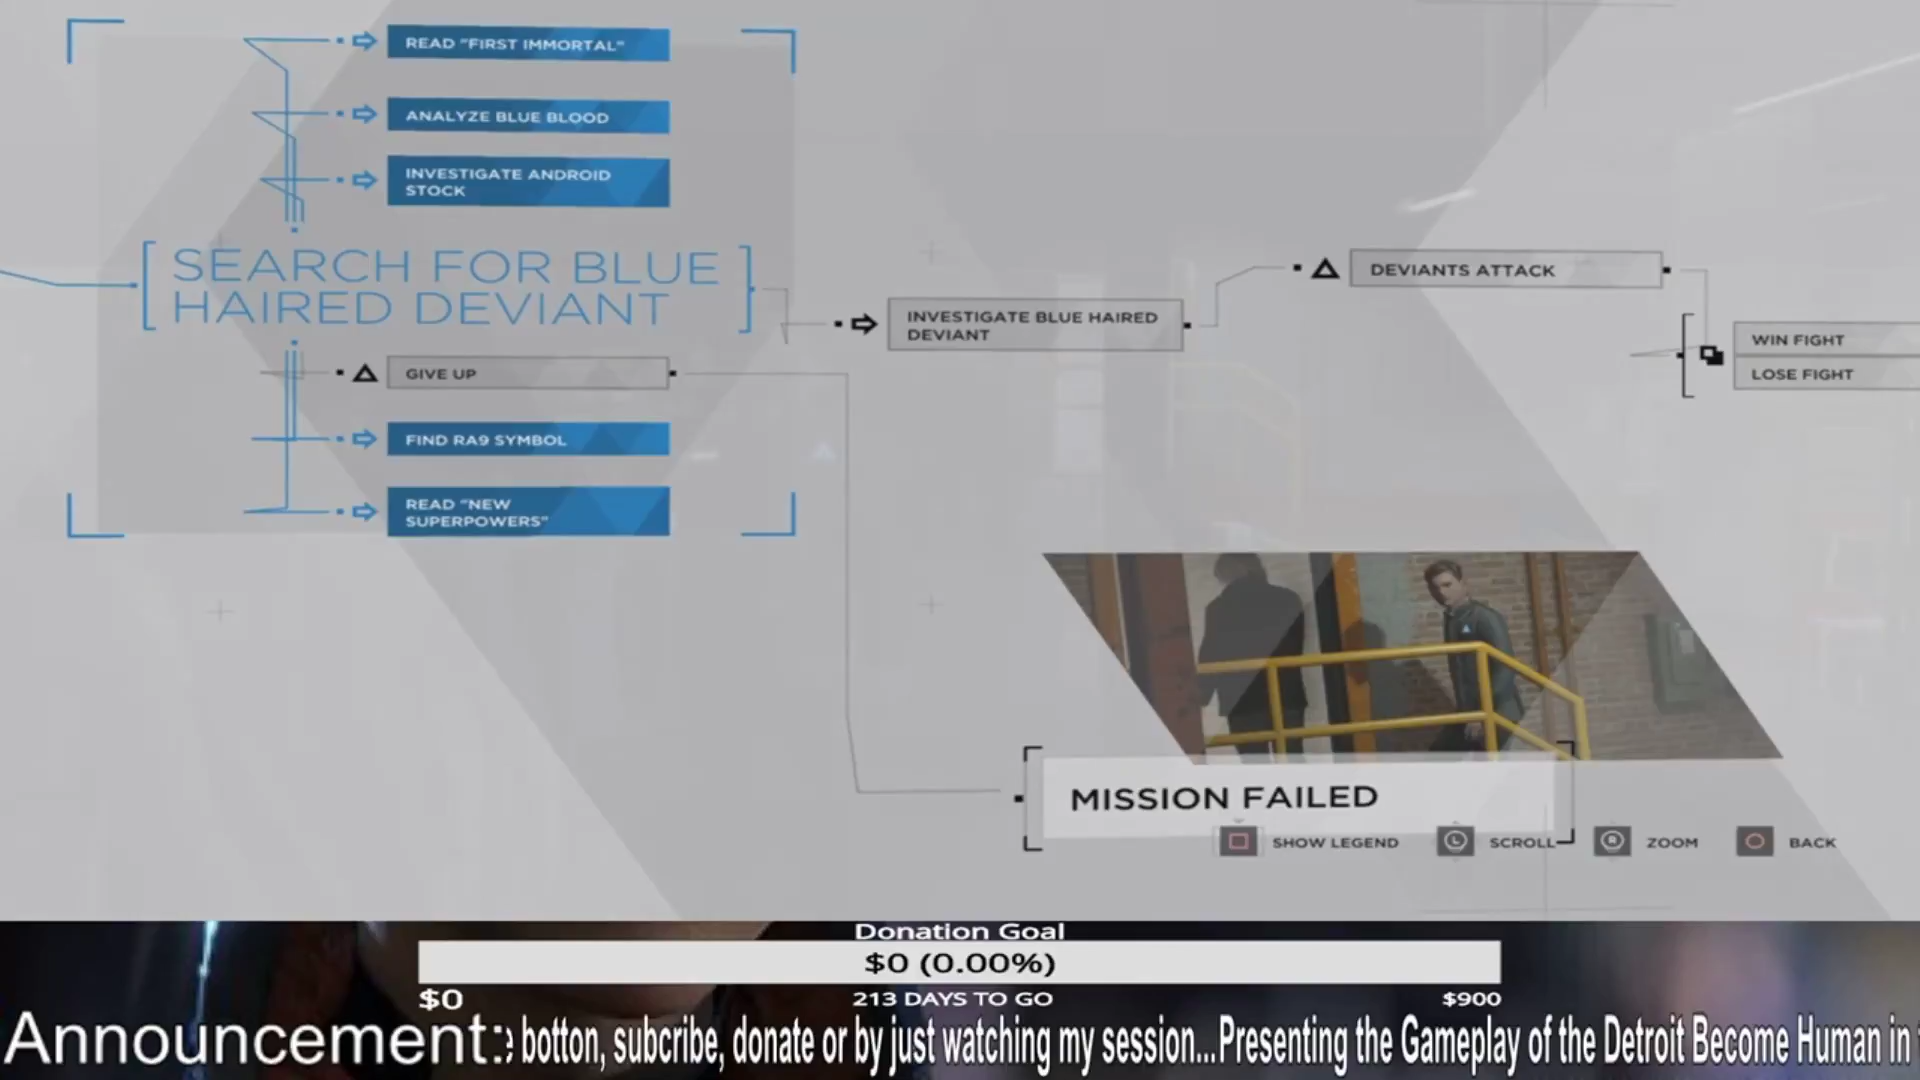 READ "FIRST IMMORTAL"
ANALYZE BLUE BLOOD
INVESTIGATE ANDROID
STOCK
SEARCH FOR BLUE
HAIRED DEVIANT
GIVE UP
FIND RA9 SYMBOL
READ "NEW
SUPERPOWERS"
INVESTIGATE BLUE HAIRED
DEVIANT
DEVIANTS ATTACK
WIN FIGHT
LOSE FIGHT
MISSION FAILED
SHOW LEGEND
L
SCROLL
R
ZOOM
BACK
Donation Goal
$0 (0.00%)
$0
213 DAYS TO GO
$900
Announcement: botton, subcribe, donate or by just watching my session...Presenting the Gameplay of the Detroit Become Human in